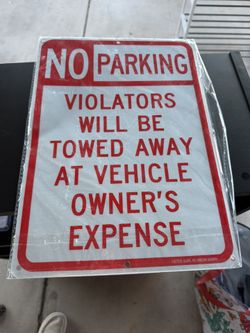 NO PARKING
VIOLATORS
WILL BE
TOWED AWAY
AT VEHICLE
OWNER'S
EXPENSE